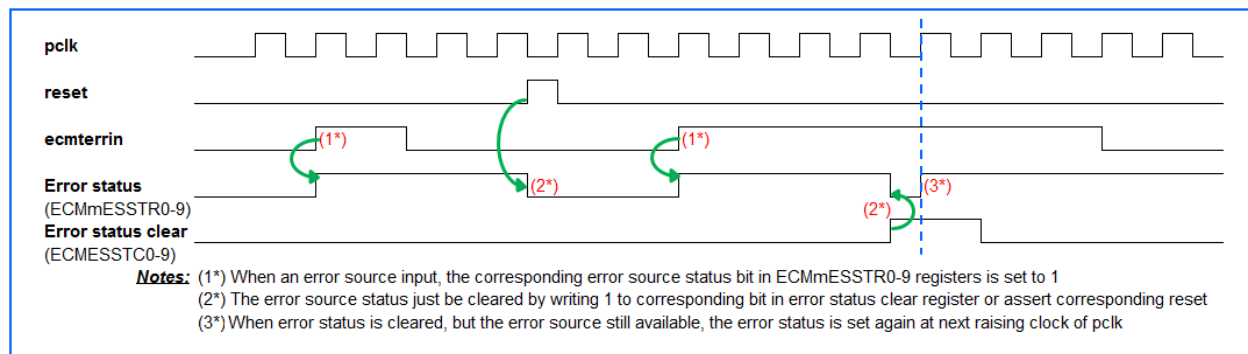 pclk
reset
ecmterrin
(1*)
(1*)
Error status
(2*)
(3*)
(ECMmESSTR0-9)
(2*)
Error status clear
(ECMESSTC0-9)
Notes: (1*) When an error source input, the corresponding error source status bit in ECMmESSTR0-9 registers is set to 1
(2*) The error source status just be cleared by writing 1 to corresponding bit in error status clear register or assert corresponding reset
(3*) When error status is cleared, but the error source still available, the error status is set again at next raising clock of pclk